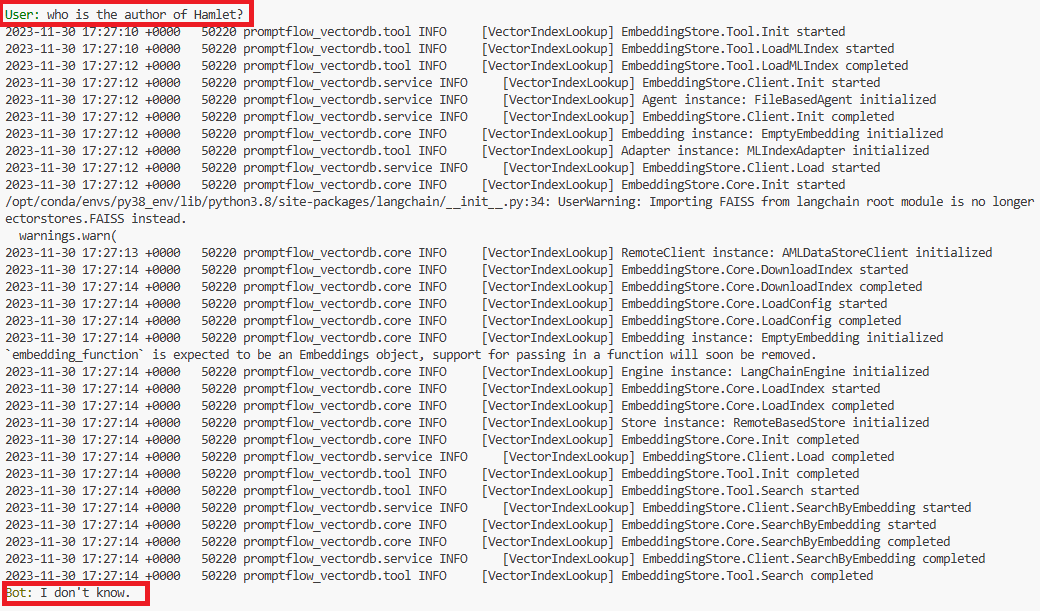 User: who is the author of Hamlet?
2023-11-30 17:27:10 +0000   50220 promptflow_vectordb.tool INFO     [VectorIndexLookup] EmbeddingStore.Tool.Init started
2023-11-30 17:27:10 +0000   50220 promptflow_vectordb.tool INFO     [VectorIndexLookup] EmbeddingStore.Tool.LoadMLIndex started
2023-11-30 17:27:12 +0000   50220 promptflow_vectordb.tool INFO     [VectorIndexLookup] EmbeddingStore.Tool.LoadMLIndex completed
2023-11-30 17:27:12 +0000   50220 promptflow_vectordb.service INFO     [VectorIndexLookup] EmbeddingStore.Client.Init started
2023-11-30 17:27:12 +0000   50220 promptflow_vectordb.service INFO     [VectorIndexLookup] Agent instance: FileBasedAgent initialized
2023-11-30 17:27:12 +0000   50220 promptflow_vectordb.service INFO     [VectorIndexLookup] EmbeddingStore.Client.Init completed
2023-11-30 17:27:12 +0000   50220 promptflow_vectordb.core INFO     [VectorIndexLookup] Embedding instance: EmptyEmbedding initialized
2023-11-30 17:27:12 +0000   50220 promptflow_vectordb.tool INFO     [VectorIndexLookup] Adapter instance: MLIndexAdapter initialized
2023-11-30 17:27:12 +0000   50220 promptflow_vectordb.service INFO     [VectorIndexLookup] EmbeddingStore.Client.Load started
2023-11-30 17:27:12 +0000   50220 promptflow_vectordb.core INFO     [VectorIndexLookup] EmbeddingStore.Core.Init started
/opt/conda/envs/py38_env/lib/python3.8/site-packages/langchain/__init__.py:34: UserWarning: Importing FAISS from langchain root module is no longer
ectorstores.FAISS instead.
  warnings.warn(
2023-11-30 17:27:13 +0000   50220 promptflow_vectordb.core INFO     [VectorIndexLookup] RemoteClient instance: AMLDataStoreClient initialized
2023-11-30 17:27:14 +0000   50220 promptflow_vectordb.core INFO     [VectorIndexLookup] EmbeddingStore.Core.DownloadIndex started
2023-11-30 17:27:14 +0000   50220 promptflow_vectordb.core INFO     [VectorIndexLookup] EmbeddingStore.Core.DownloadIndex completed
2023-11-30 17:27:14 +0000   50220 promptflow_vectordb.core INFO     [VectorIndexLookup] EmbeddingStore.Core.LoadConfig started
2023-11-30 17:27:14 +0000   50220 promptflow_vectordb.core INFO     [VectorIndexLookup] EmbeddingStore.Core.LoadConfig completed
2023-11-30 17:27:14 +0000   50220 promptflow_vectordb.core INFO     [VectorIndexLookup] Embedding instance: EmptyEmbedding initialized
`embedding_function` is expected to be an Embeddings object, support for passing in a function will soon be removed.
2023-11-30 17:27:14 +0000   50220 promptflow_vectordb.core INFO     [VectorIndexLookup] Engine instance: LangChainEngine initialized
2023-11-30 17:27:14 +0000   50220 promptflow_vectordb.core INFO     [VectorIndexLookup] EmbeddingStore.Core.LoadIndex started
2023-11-30 17:27:14 +0000   50220 promptflow_vectordb.core INFO     [VectorIndexLookup] EmbeddingStore.Core.LoadIndex completed
2023-11-30 17:27:14 +0000   50220 promptflow_vectordb.core INFO     [VectorIndexLookup] Store instance: RemoteBasedStore initialized
2023-11-30 17:27:14 +0000   50220 promptflow_vectordb.core INFO     [VectorIndexLookup] EmbeddingStore.Core.Init completed
2023-11-30 17:27:14 +0000   50220 promptflow_vectordb.service INFO     [VectorIndexLookup] EmbeddingStore.Client.Load completed
2023-11-30 17:27:14 +0000   50220 promptflow_vectordb.tool INFO     [VectorIndexLookup] EmbeddingStore.Tool.Init completed
2023-11-30 17:27:14 +0000   50220 promptflow_vectordb.tool INFO     [VectorIndexLookup] EmbeddingStore.Tool.Search started
2023-11-30 17:27:14 +0000   50220 promptflow_vectordb.service INFO     [VectorIndexLookup] EmbeddingStore.Client.SearchByEmbedding started
2023-11-30 17:27:14 +0000   50220 promptflow_vectordb.core INFO     [VectorIndexLookup] EmbeddingStore.Core.SearchByEmbedding started
2023-11-30 17:27:14 +0000   50220 promptflow_vectordb.core INFO     [VectorIndexLookup] EmbeddingStore.Core.SearchByEmbedding completed
2023-11-30 17:27:14 +0000   50220 promptflow_vectordb.service INFO     [VectorIndexLookup] EmbeddingStore.Client.SearchByEmbedding completed
2023-11-30 17:27:14 +0000   50220 promptflow_vectordb.tool INFO     [VectorIndexLookup] EmbeddingStore.Tool.Search completed
Bot: I don't know.